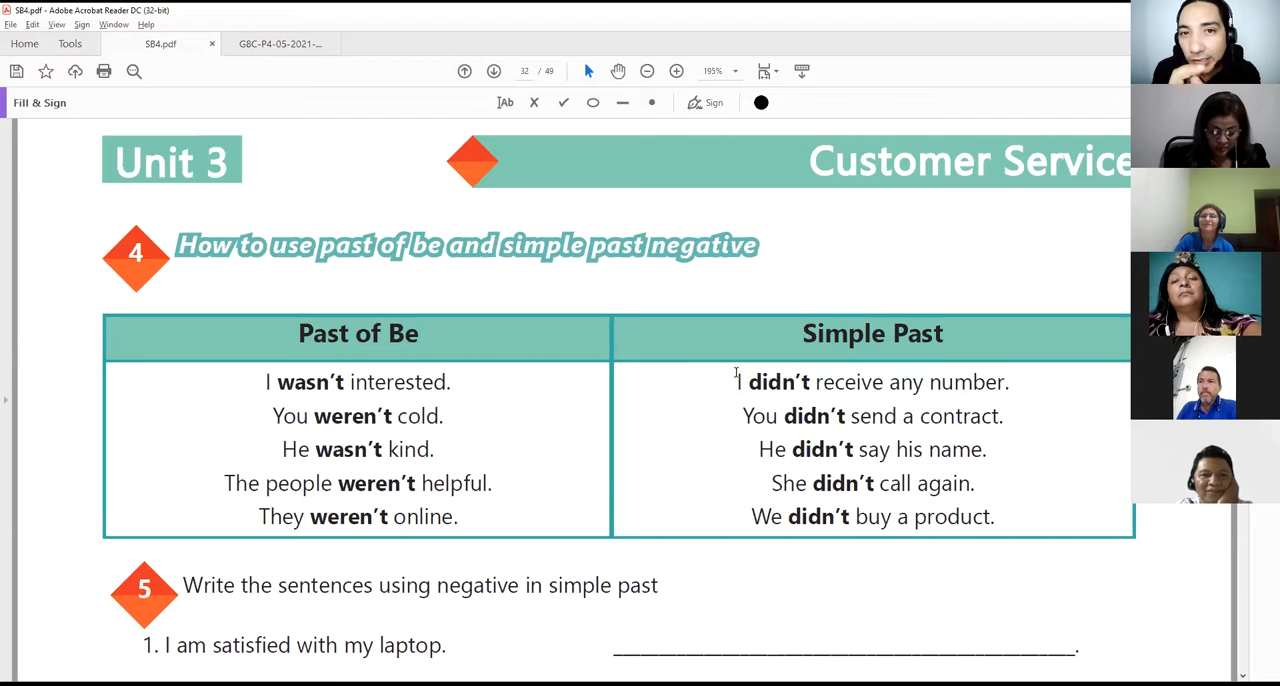 SB4.pdf - Adobe Acrobat Reader DC (32-bit)
File Edit View Sign Window Help
Home Tools SB4.pdf × G8C-P4-05-2021-...
32 / 49 195%
Fill & Sign Sign
Unit 3
Customer Service
4 How to use past of be and simple past negative
Past of Be
Simple Past
I wasn't interested.
You weren't cold.
He wasn't kind.
The people weren't helpful.
They weren't online.
I didn't receive any number.
You didn't send a contract.
He didn't say his name.
She didn't call again.
We didn't buy a product.
5 Write the sentences using negative in simple past
1. I am satisfied with my laptop. ________________________________________.